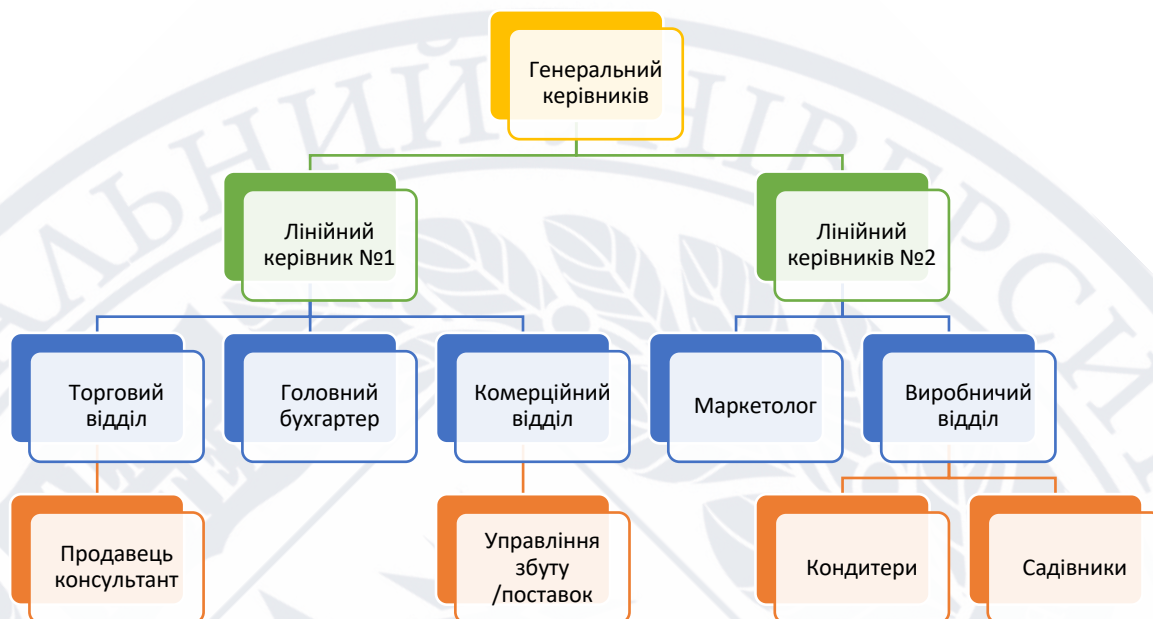 Генеральний
керівників
Лінійний
керівник №1
Лінійний
керівників №2
Торговий
відділ
Головний
бухгартер
Комерційний
відділ
Маркетолог
Виробничий
відділ
Продавець
консультант
Управління
збуту
/поставок
Кондитери
Садівники